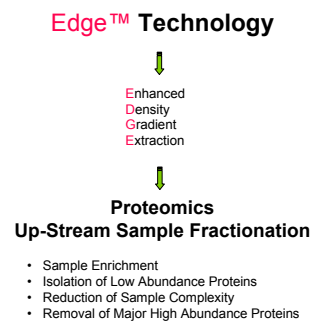 Edge™ Technology
Enhanced
Density
Gradient
Extraction
Proteomics
Up-Stream Sample Fractionation
• Sample Enrichment
• Isolation of Low Abundance Proteins
• Reduction of Sample Complexity
• Removal of Major High Abundance Proteins